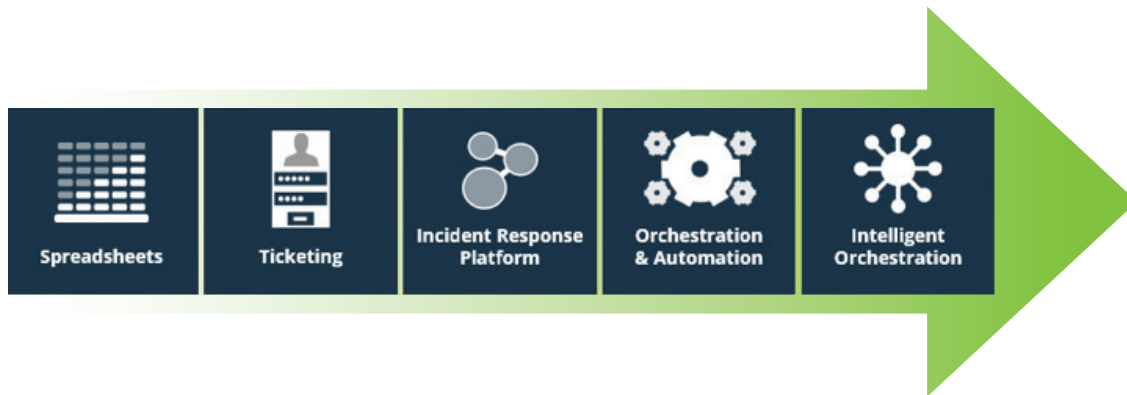 Spreadsheets
Ticketing
Incident Response
Platform
Orchestration
& Automation
Intelligent
Orchestration